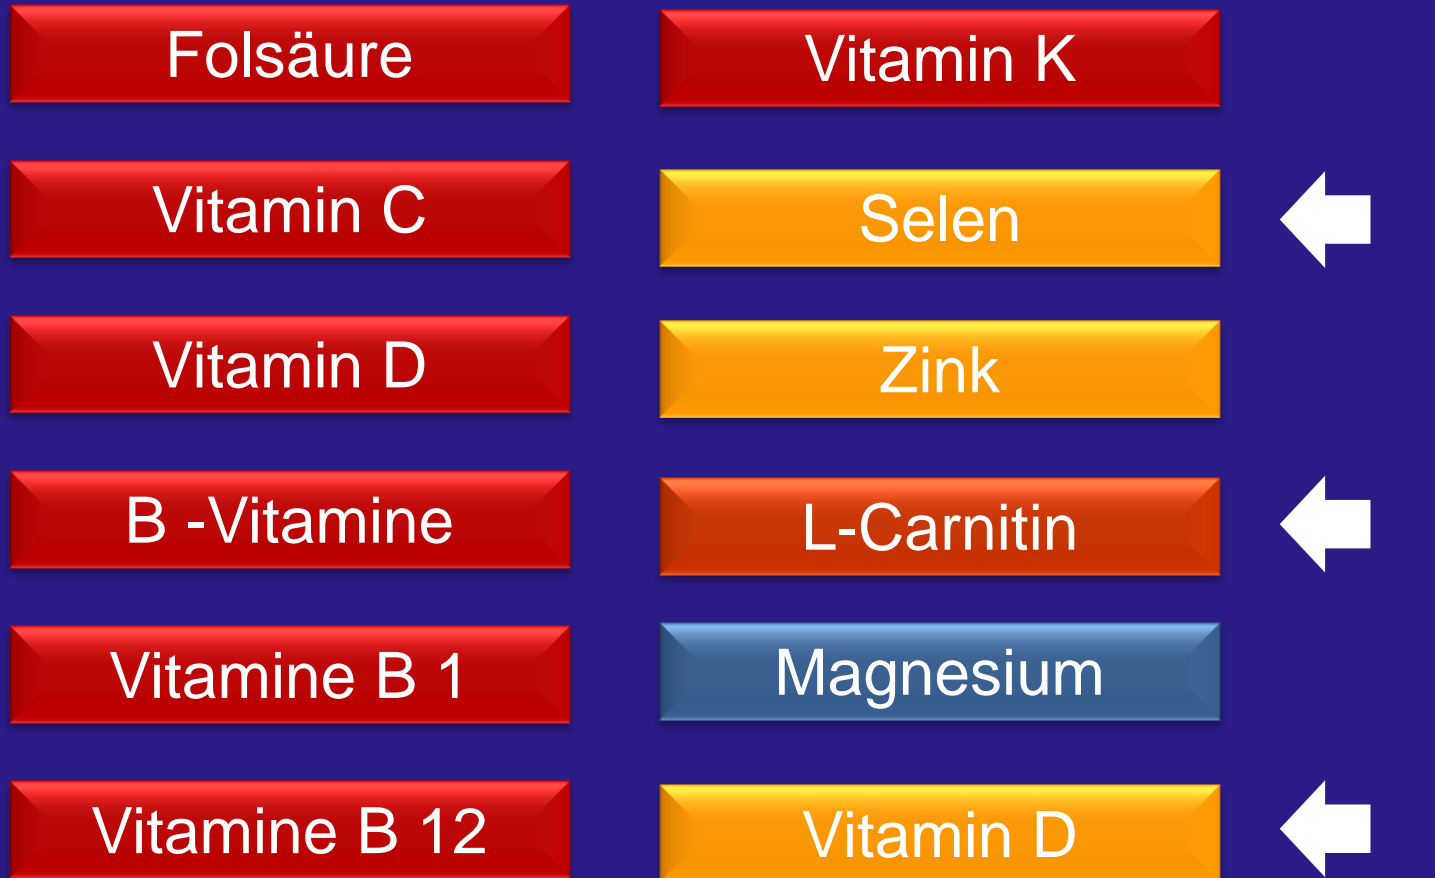 Folsäure
Vitamin C
Vitamin D
B -Vitamine
Vitamine B 1
Vitamine B 12
Vitamin K
Selen
Zink
L-Carnitin
Magnesium
Vitamin D